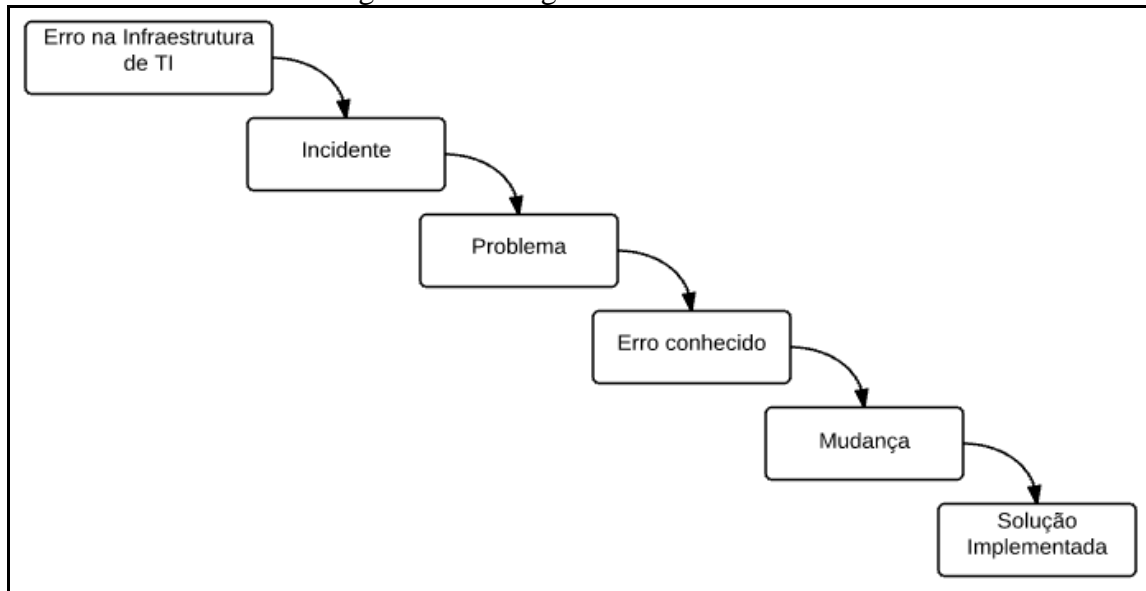 Erro na Infraestrutura
de TI
Incidente
Problema
Erro conhecido
Mudança
Solução
Implementada